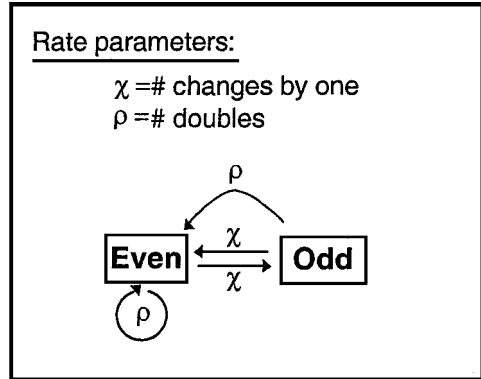 Rate parameters:
χ =# changes by one
ρ =# doubles
ρ
χ
Even Odd
χ
ρ